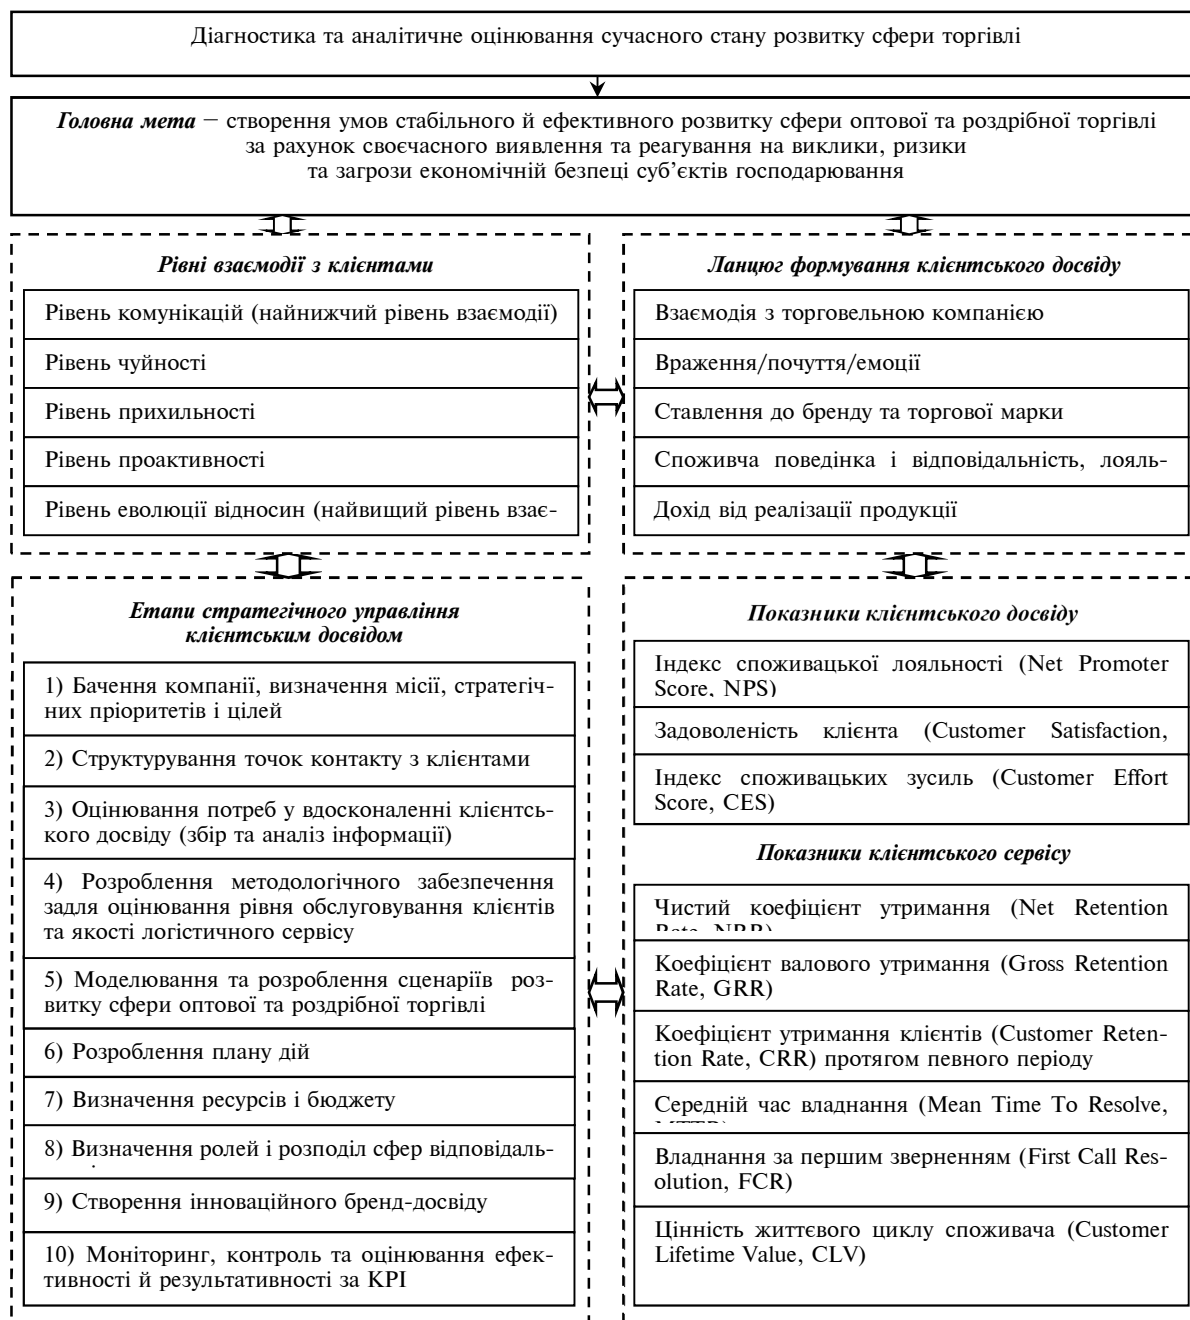 Діагностика та аналітичне оцінювання сучасного стану розвитку сфери торгівлі
Головна мета – створення умов стабільного й ефективного розвитку сфери оптової та роздрібної торгівлі
за рахунок своєчасного виявлення та реагування на виклики, ризики
та загрози економічній безпеці суб’єктів господарювання
Рівні взаємодії з клієнтами
Рівень комунікацій (найнижчий рівень взаємодії)
Рівень чуйності
Рівень прихильності
Рівень проактивності
Рівень еволюції відносин (найвищий рівень взає-
Ланцюг формування клієнтського досвіду
Взаємодія з торговельною компанією
Враження/почуття/емоції
Ставлення до бренду та торгової марки
Споживча поведінка і відповідальність, лояль-
Дохід від реалізації продукції
Етапи стратегічного управління
клієнтським досвідом
1) Бачення компанії, визначення місії, стратегіч-
них пріоритетів і цілей
2) Структурування точок контакту з клієнтами
3) Оцінювання потреб у вдосконаленні клієнтсь-
кого досвіду (збір та аналіз інформації)
4) Розроблення методологічного забезпечення
задля оцінювання рівня обслуговування клієнтів
та якості логістичного сервісу
5) Моделювання та розроблення сценаріїв роз-
витку сфери оптової та роздрібної торгівлі
6) Розроблення плану дій
7) Визначення ресурсів і бюджету
8) Визначення ролей і розподіл сфер відповідаль-
9) Створення інноваційного бренд-досвіду
10) Моніторинг, контроль та оцінювання ефек-
тивності й результативності за KPI
Показники клієнтського досвіду
Індекс споживацької лояльності (Net Promoter
Score, NPS)
Задоволеність клієнта (Customer Satisfaction,
Індекс споживацьких зусиль (Customer Effort
Score, CES)
Показники клієнтського сервісу
Чистий коефіцієнт утримання (Net Retention
Rate, NRR)
Коефіцієнт валового утримання (Gross Retention
Rate, GRR)
Коефіцієнт утримання клієнтів (Customer Reten-
tion Rate, CRR) протягом певного періоду
Середній час владнання (Mean Time To Resolve,
MTTR)
Владнання за першим зверненням (First Call Res-
olution, FCR)
Цінність життєвого циклу споживача (Customer
Lifetime Value, CLV)